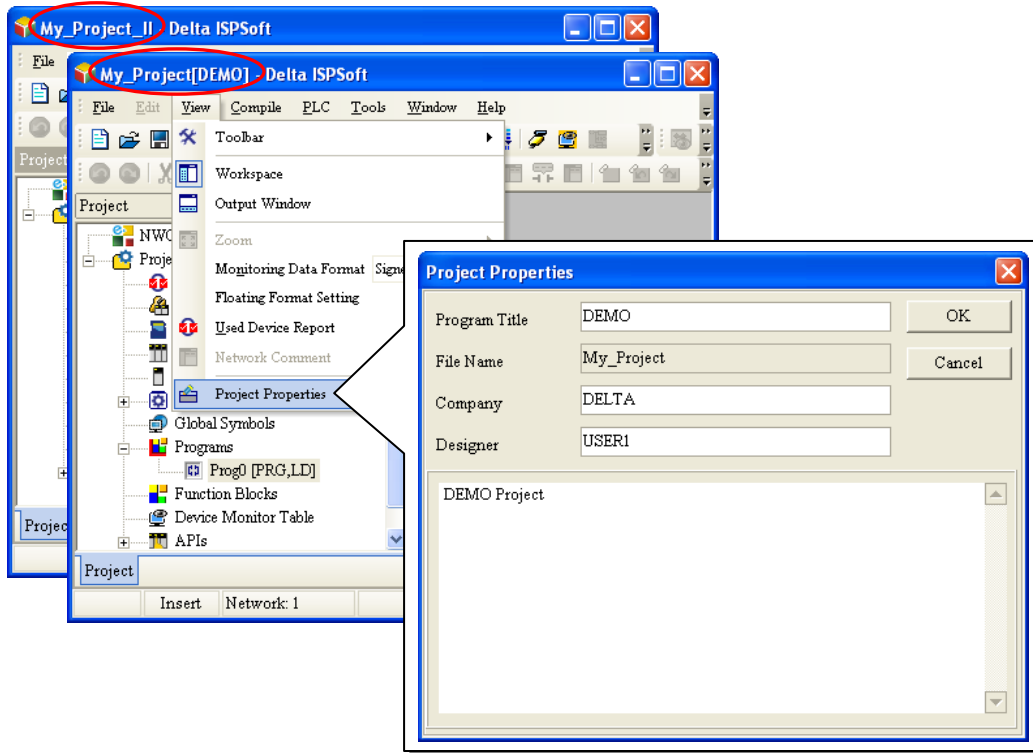 My_Project_II - Delta ISPSoft
File
Project
Project
My_Project[DEMO] - Delta ISPSoft
File Edit View Compile PLC Tools Window Help
Toolbar
Workspace
Output Window
Zoom
Monitoring Data Format
Floating Format Setting
Used Device Report
Network Comment
Project Properties
Project
Global Symbols
Programs
Prog0 [PRG,LD]
Function Blocks
Device Monitor Table
APIs
Project
Insert Network: 1
Project Properties
Program Title DEMO OK
File Name My_Project Cancel
Company DELTA
Designer USER1
DEMO Project